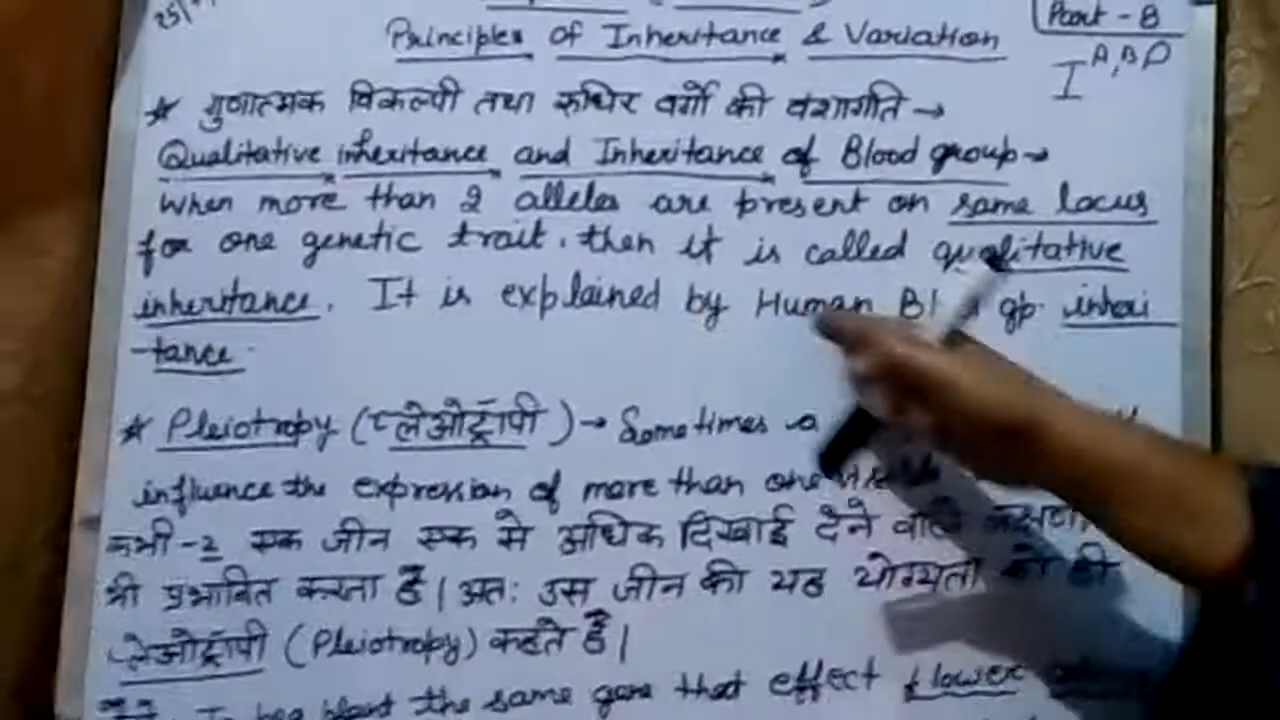 25/
Part - 8
Principles of Inheritance & Variation
I^A,B,O
★ गुणात्मक विकल्पी तथा रूधिर वर्गो की वंशागति →
Qualitative inheritance and Inheritance of Blood group →
When more than 2 alleles are present on same locus
for one genetic trait. then it is called qualitative
inheritance. It is explained by Human gp. inheri
-tance.
★ Pleiotropy (प्लेओट्रॉपी) → Sometimes a
influence the expression of more than one
कभी -2 एक जीन एक से अधिक दिखाई देने वाले
भी प्रभावित करता है। अतः उस जीन की यह योग्यता को ही
प्लेओट्रॉपी (Pleiotropy) कहते हैं।
In pea plant the same gene that effect flower